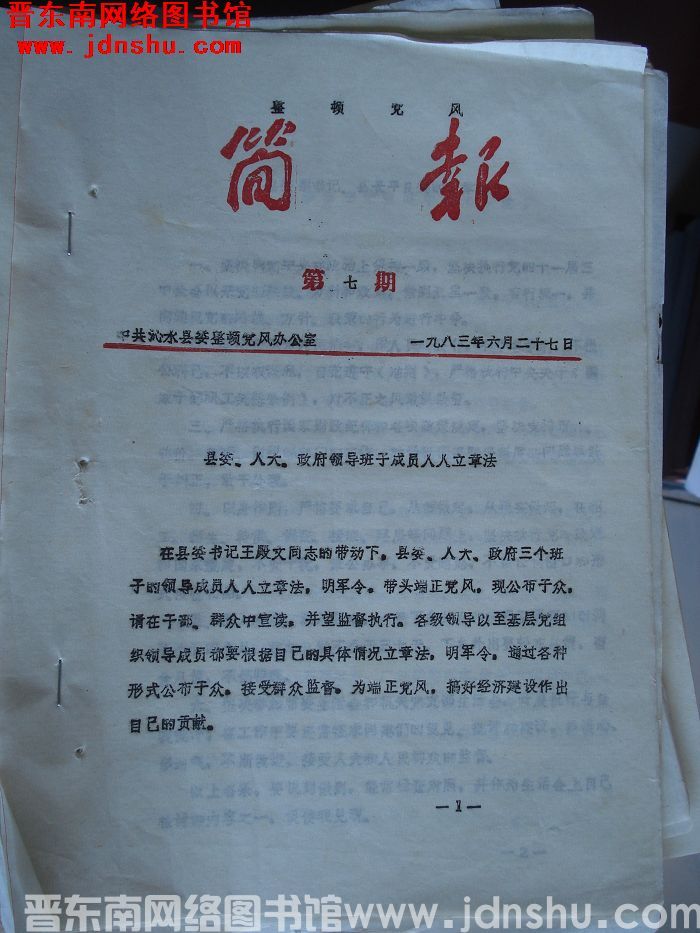 晋东南网络图书馆
www.jdnshu.com
整顿党风
简报
第七期
中共沁水县委整顿党风办公室 一九八三年六月二十七日
县委、人大、政府领导班子成员人人立章法
在县委书记王殿文同志的带动下，县委、人大、政府三个班
子的领导成员人人立章法，明军令，带头端正党风，现公布于众，
请在干部、群众中宣读，并望监督执行。各级领导以至基层党组
织领导成员都要根据自己的具体情况立章法，明军令，通过各种
形式公布于众，接受群众监督，为端正党风，搞好经济建设作出
自己的贡献。
—1—
晋东南网络图书馆www.jdnshu.com